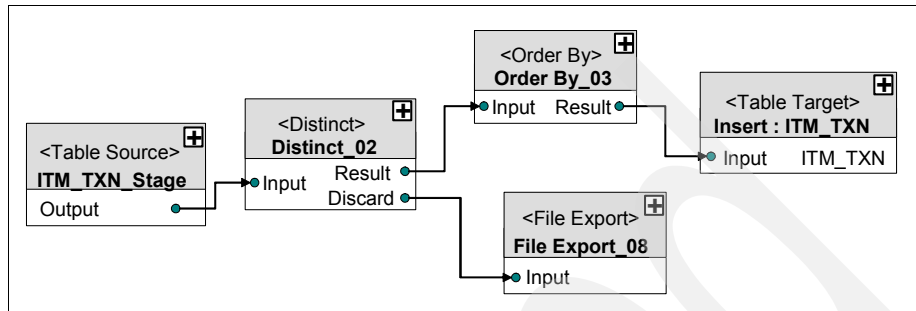 <Table Source>
ITM_TXN_Stage
Output
<Distinct>
Distinct_02
Input
Result
Discard
<Order By>
Order By_03
Input Result
<File Export>
File Export_08
Input
<Table Target>
Insert : ITM_TXN
Input ITM_TXN